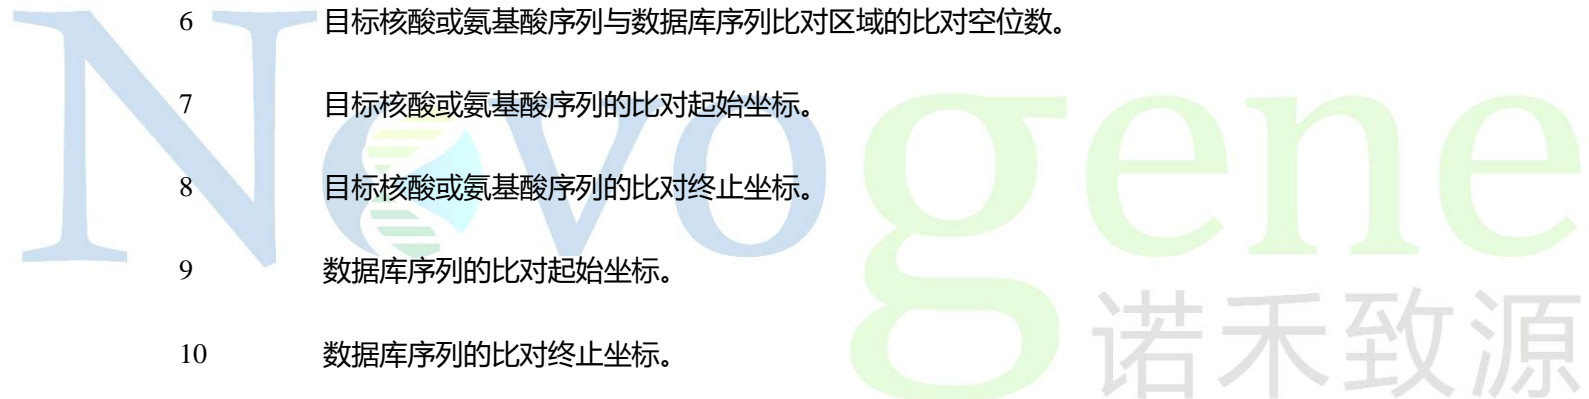 6 目标核酸或氨基酸序列与数据库序列比对区域的比对空位数。
7 目标核酸或氨基酸序列的比对起始坐标。
8 目标核酸或氨基酸序列的比对终止坐标。
9 数据库序列的比对起始坐标。
10 数据库序列的比对终止坐标。
Novogene
诺禾致源